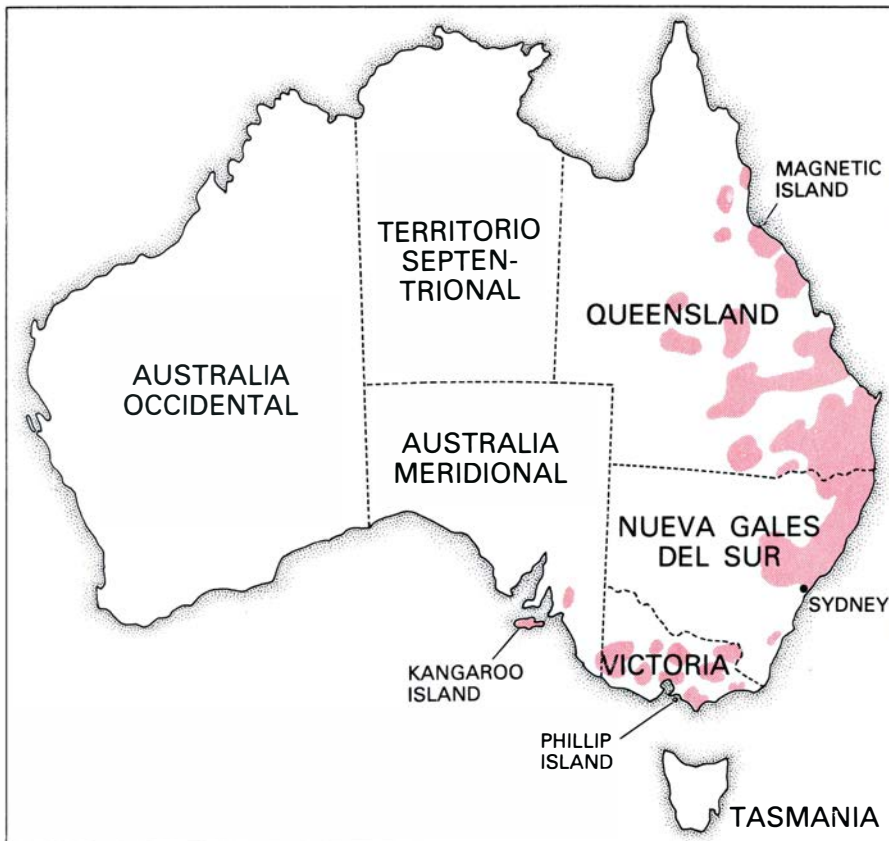 MAGNETIC
ISLAND
TERRITORIO
SEPTEN-
TRIONAL
QUEENSLAND
AUSTRALIA
OCCIDENTAL
AUSTRALIA
MERIDIONAL
NUEVA GALES
DEL SUR
SYDNEY
KANGAROO
ISLAND
VICTORIA
PHILLIP
ISLAND
TASMANIA